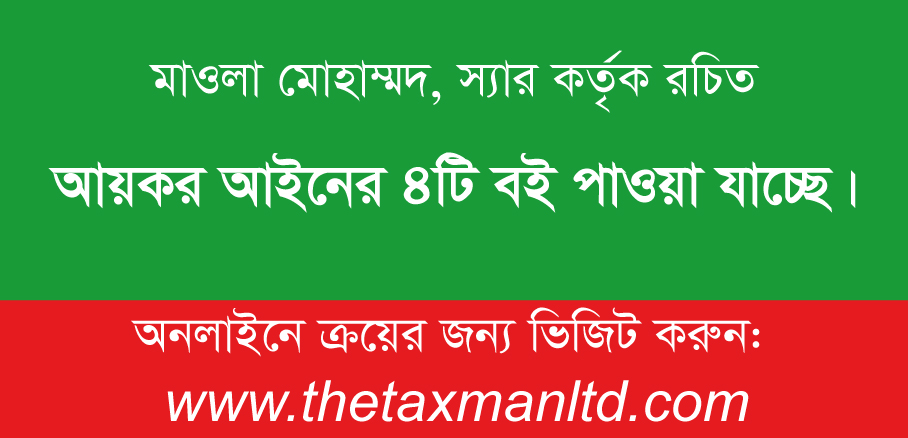 মাওলা মোহাম্মদ, স্যার কর্তৃক রচিত
আয়কর আইনের ৪টি বই পাওয়া যাচ্ছে।
অনলাইনে ক্রয়ের জন্য ভিজিট করুন:
www.thetaxmanltd.com